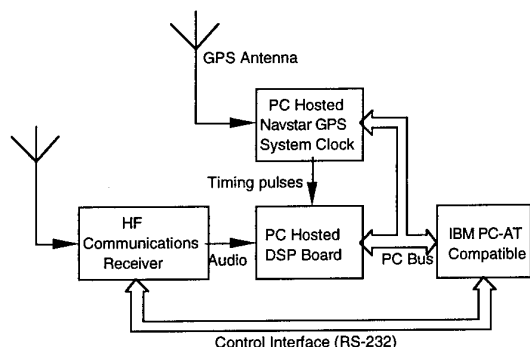 GPS Antenna
PC Hosted
Navstar GPS
System Clock
Timing pulses
HF
Communications
Receiver
Audio
PC Hosted
DSP Board
PC Bus
IBM PC-AT
Compatible
Control Interface (RS-232)